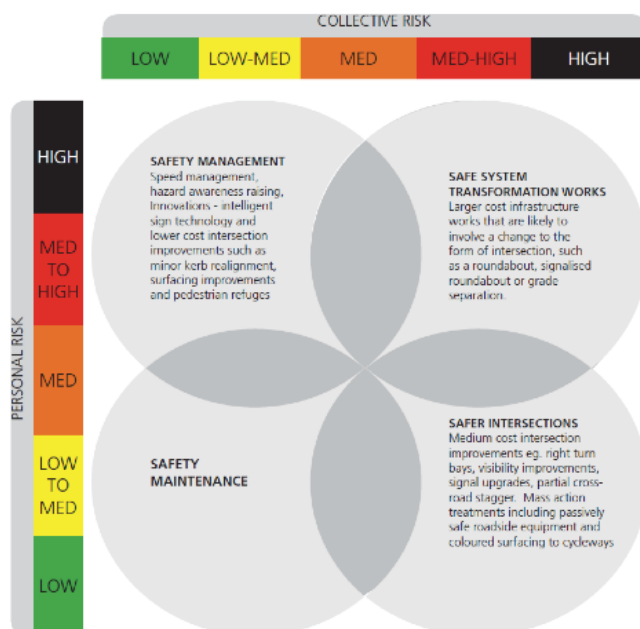 COLLECTIVE RISK
LOW
LOW-MED
MED
MED-HIGH
HIGH
PERSONAL RISK
HIGH
MED
TO
HIGH
MED
LOW
TO
MED
LOW
SAFETY MANAGEMENT
Speed management,
hazard awareness raising,
Innovations - intelligent
sign technology and
lower cost intersection
improvements such as
minor kerb realignment,
surfacing improvements
and pedestrian refuges
SAFE SYSTEM
TRANSFORMATION WORKS
Larger cost infrastructure
works that are likely to
involve a change to the
form of intersection, such
as a roundabout, signalised
roundabout or grade
separation.
SAFETY
MAINTENANCE
SAFER INTERSECTIONS
Medium cost intersection
improvements eg. right turn
bays, visibility improvements,
signal upgrades, partial cross-
road stagger. Mass action
treatments including passively
safe roadside equipment and
coloured surfacing to cycleways